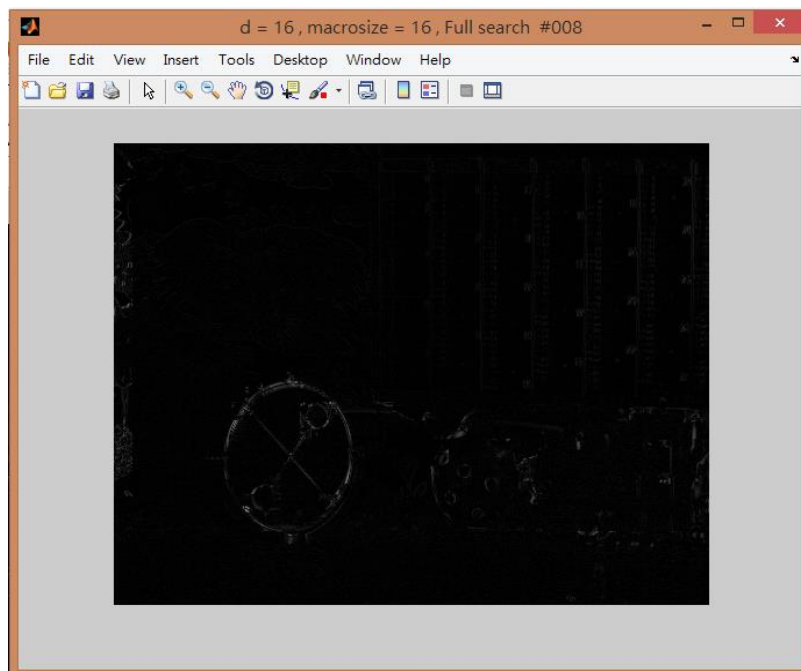 d = 16 , macrosize = 16 , Full search #008
File Edit View Insert Tools Desktop Window Help